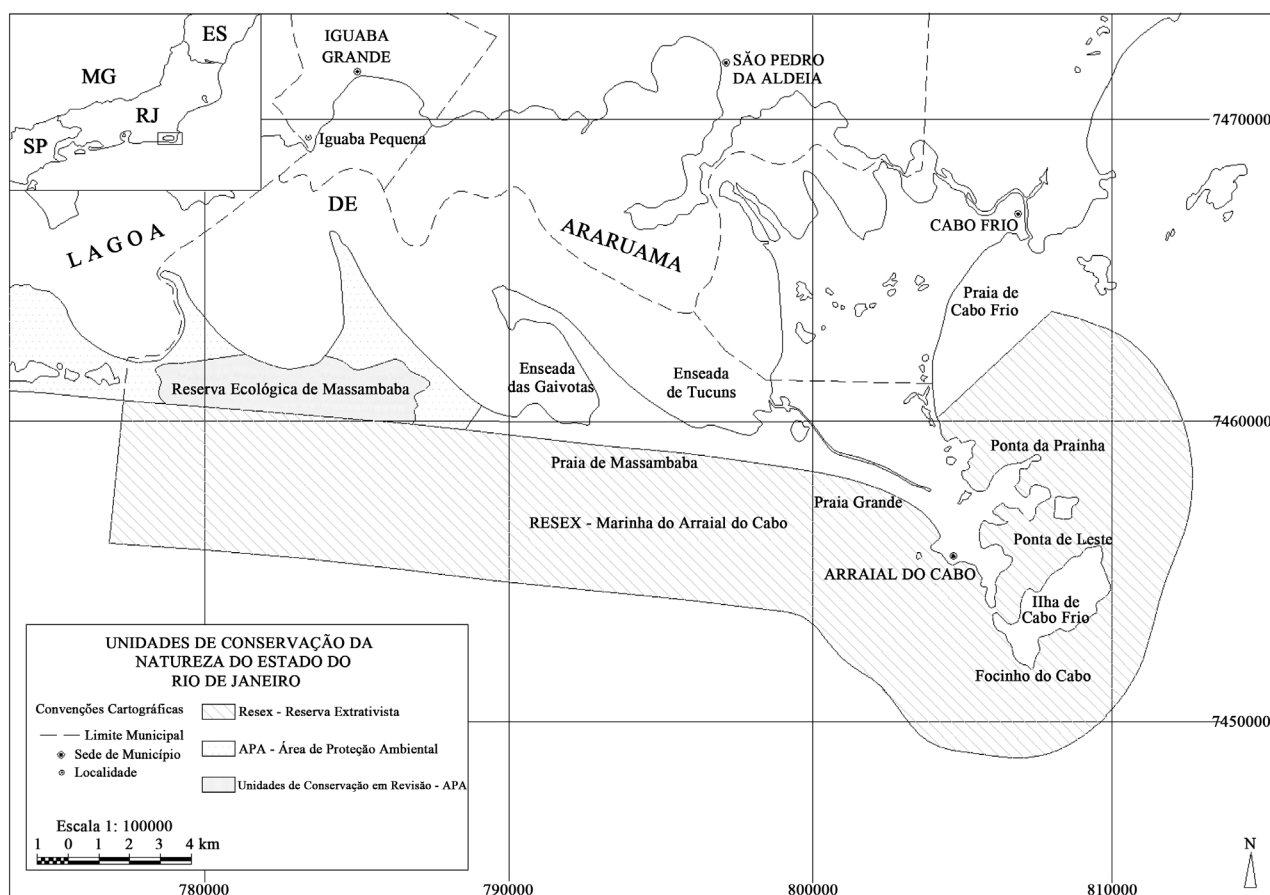 ES
MG
RJ
SP
IGUABA
GRANDE
Iguaba Pequena
SÃO PEDRO
DA ALDEIA
7470000
LAGOA
DE
ARARUAMA
CABO FRIO
Praia de
Cabo Frio
Reserva Ecológica de Massambaba
Enseada
das Gaivotas
Enseada
de Tucuns
7460000
Praia de Massambaba
Ponta da Prainha
Praia Grande
RESEX - Marinha do Arraial do Cabo
Ponta de Leste
ARRAIAL DO CABO
Ilha de
Cabo Frio
Focinho do Cabo
7450000
UNIDADES DE CONSERVAÇÃO DA
NATUREZA DO ESTADO DO
RIO DE JANEIRO
Convenções Cartográficas
Limite Municipal
Sede de Município
Localidade
Resex - Reserva Extrativista
APA - Área de Proteção Ambiental
Unidades de Conservação em Revisão - APA
Escala 1: 100000
1 0 1 2 3 4 km
N
780000 790000 800000 810000